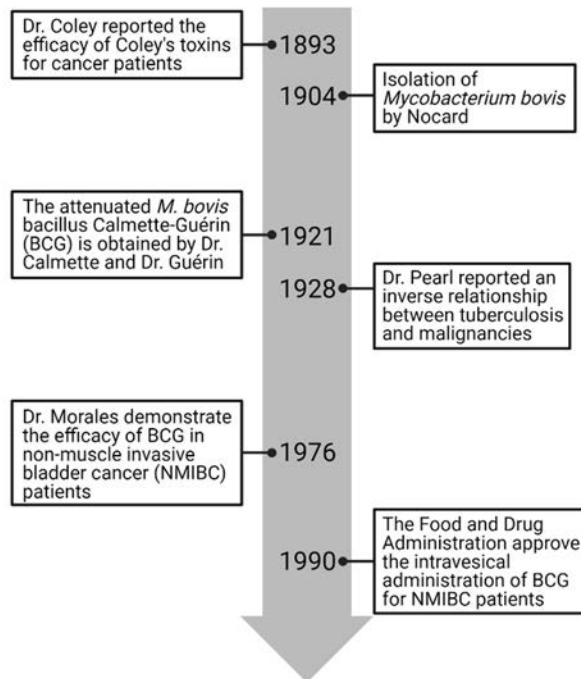 Dr. Coley reported the
efficacy of Coley's toxins
for cancer patients
1893
1904
Isolation of
Mycobacterium bovis
by Nocard
The attenuated M. bovis
bacillus Calmette-Guérin
(BCG) is obtained by Dr.
Calmette and Dr. Guérin
1921
1928
Dr. Pearl reported an
inverse relationship
between tuberculosis
and malignancies
Dr. Morales demonstrate
the efficacy of BCG in
non-muscle invasive
bladder cancer (NMIBC)
patients
1976
1990
The Food and Drug
Administration approve
the intravesical
administration of BCG
for NMIBC patients